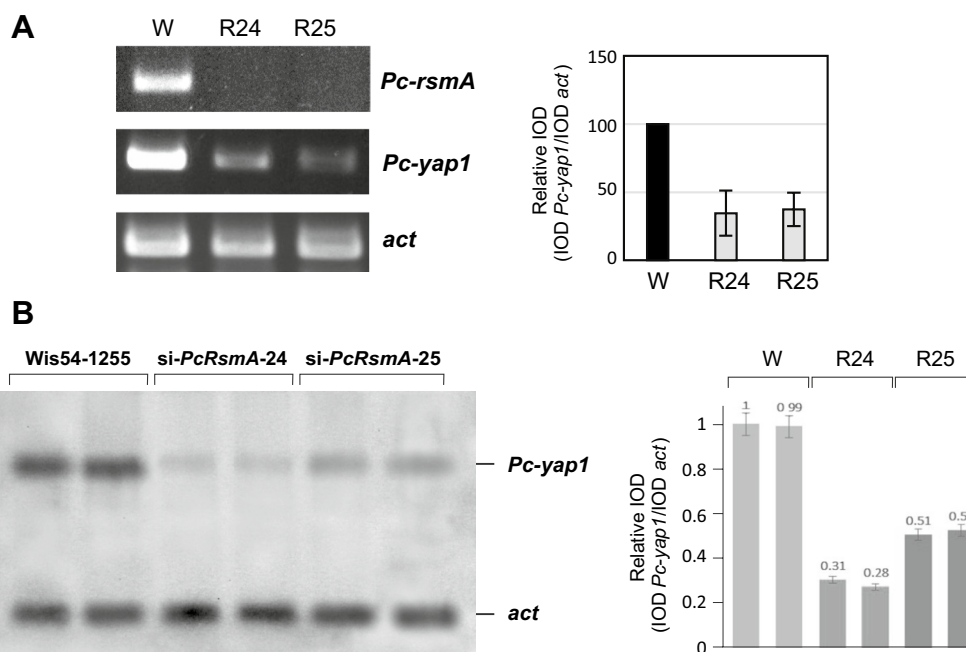 A
W R24 R25
Pc-rsmA
Pc-yap1
act
Relative IOD
(IOD Pc-yap1/IOD act)
150
100
50
0
W R24 R25
B
Wis54-1255 si-PcRsmA-24 si-PcRsmA-25
Pc-yap1
act
W R24 R25
Relative IOD
(IOD Pc-yap1/IOD act)
1
0.8
0.6
0.4
0.2
0
1 0 99 0.31 0.28 0.51